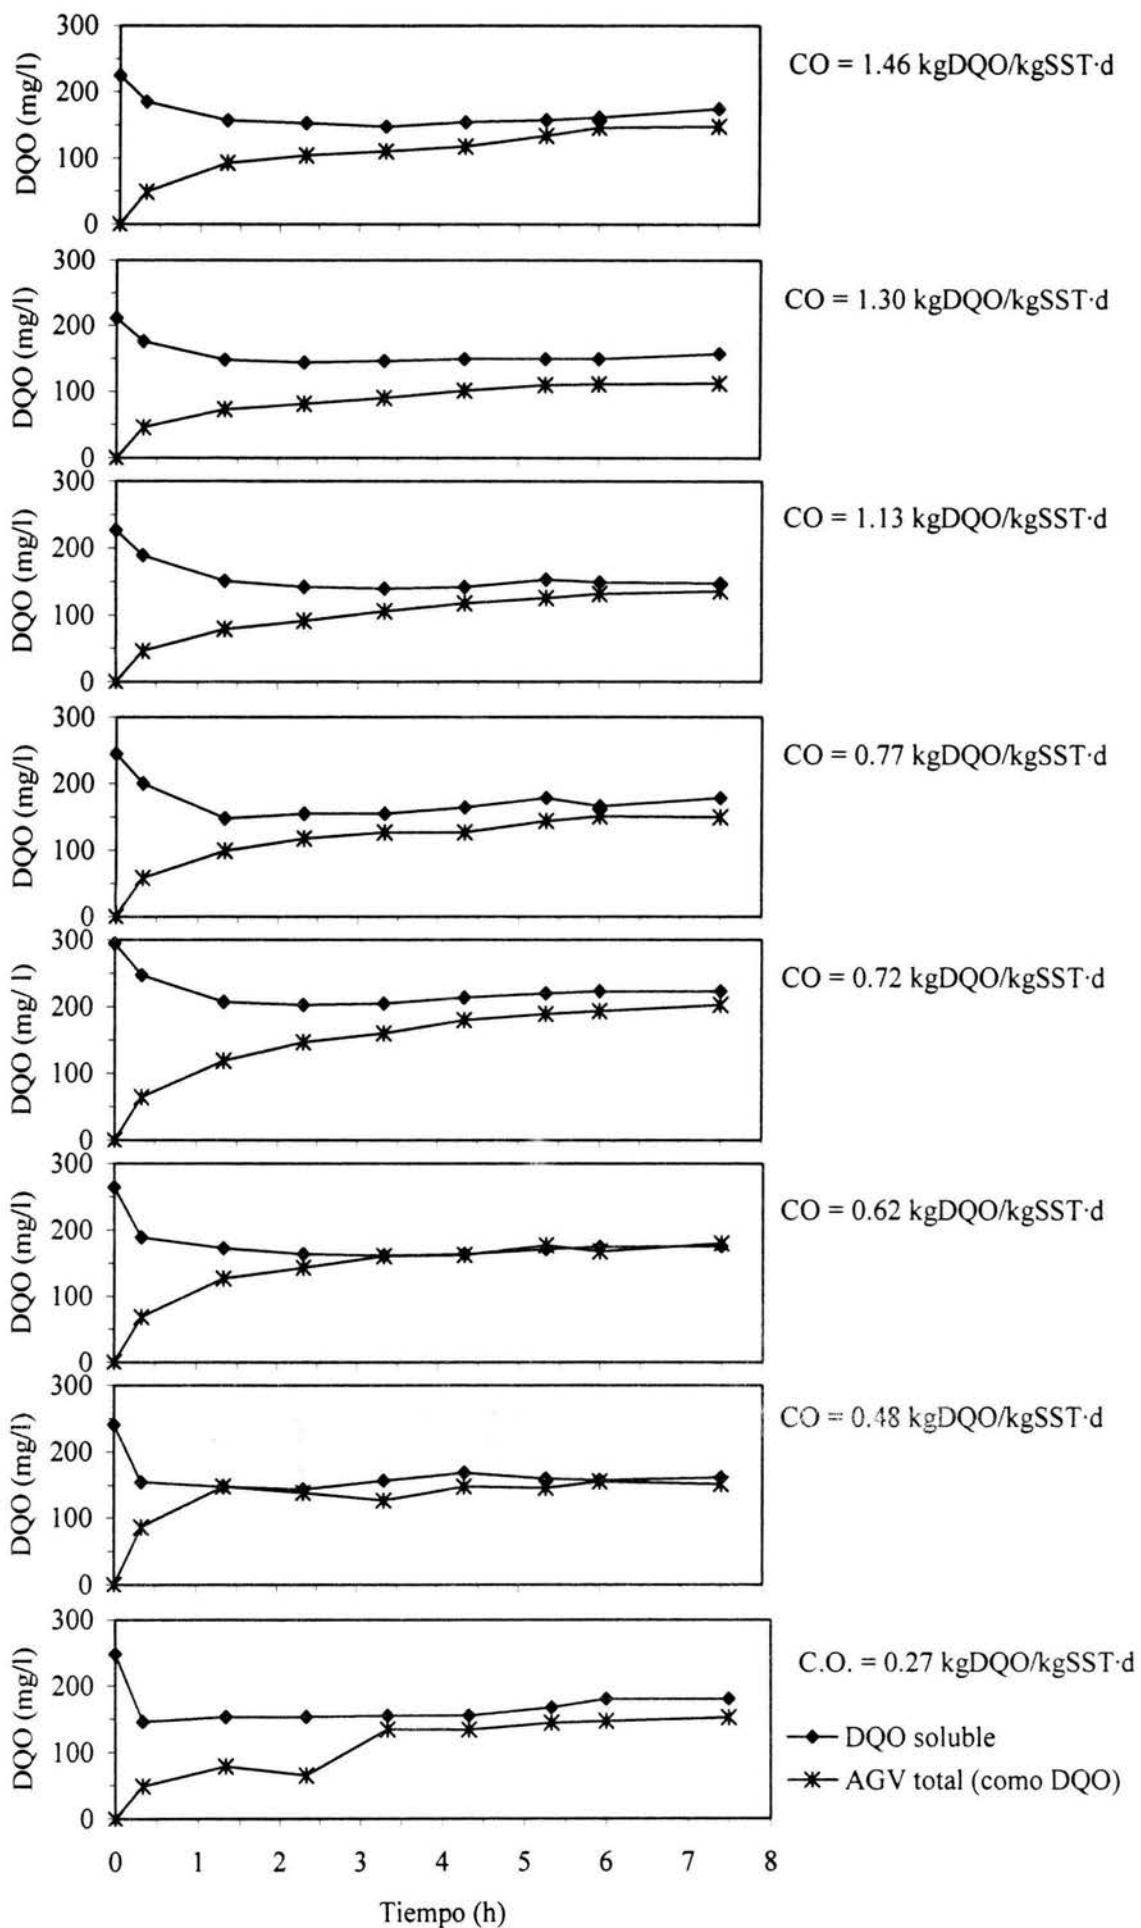 300
200
100
0
DQO (mg/l)
CO = 1.46 kgDQO/kgSST·d
300
200
100
0
DQO (mg/l)
CO = 1.30 kgDQO/kgSST·d
300
200
100
0
DQO (mg/l)
CO = 1.13 kgDQO/kgSST·d
300
200
100
0
DQO (mg/l)
CO = 0.77 kgDQO/kgSST·d
300
200
100
0
DQO (mg/ l)
CO = 0.72 kgDQO/kgSST·d
300
200
100
0
DQO (mg/l)
CO = 0.62 kgDQO/kgSST·d
300
200
100
0
DQO (mg/l)
CO = 0.48 kgDQO/kgSST·d
300
200
100
0
DQO (mg/l)
C.O. = 0.27 kgDQO/kgSST·d
DQO soluble
AGV total (como DQO)
0 1 2 3 4 5 6 7 8
Tiempo (h)